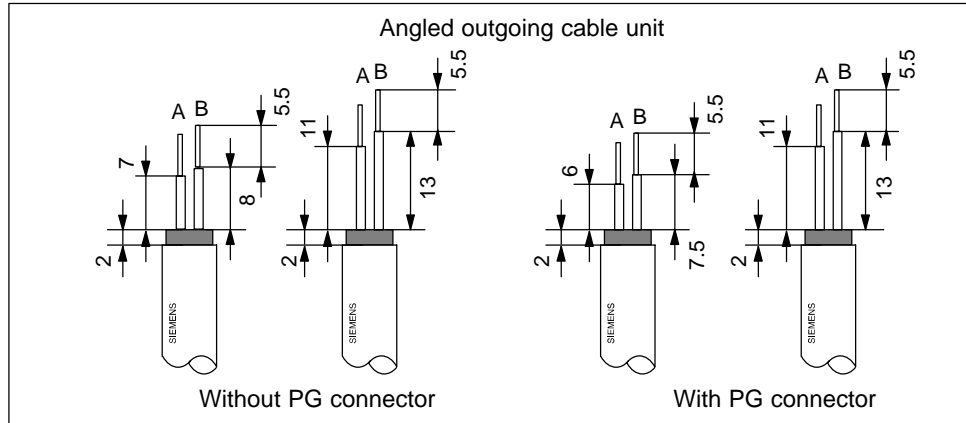 Angled outgoing cable unit
A B 5.5 7 8 2 SIEMENS
A B 5.5 11 13 2 SIEMENS
A B 5.5 6 7.5 2 SIEMENS
A B 5.5 11 13 2 SIEMENS
Without PG connector
With PG connector